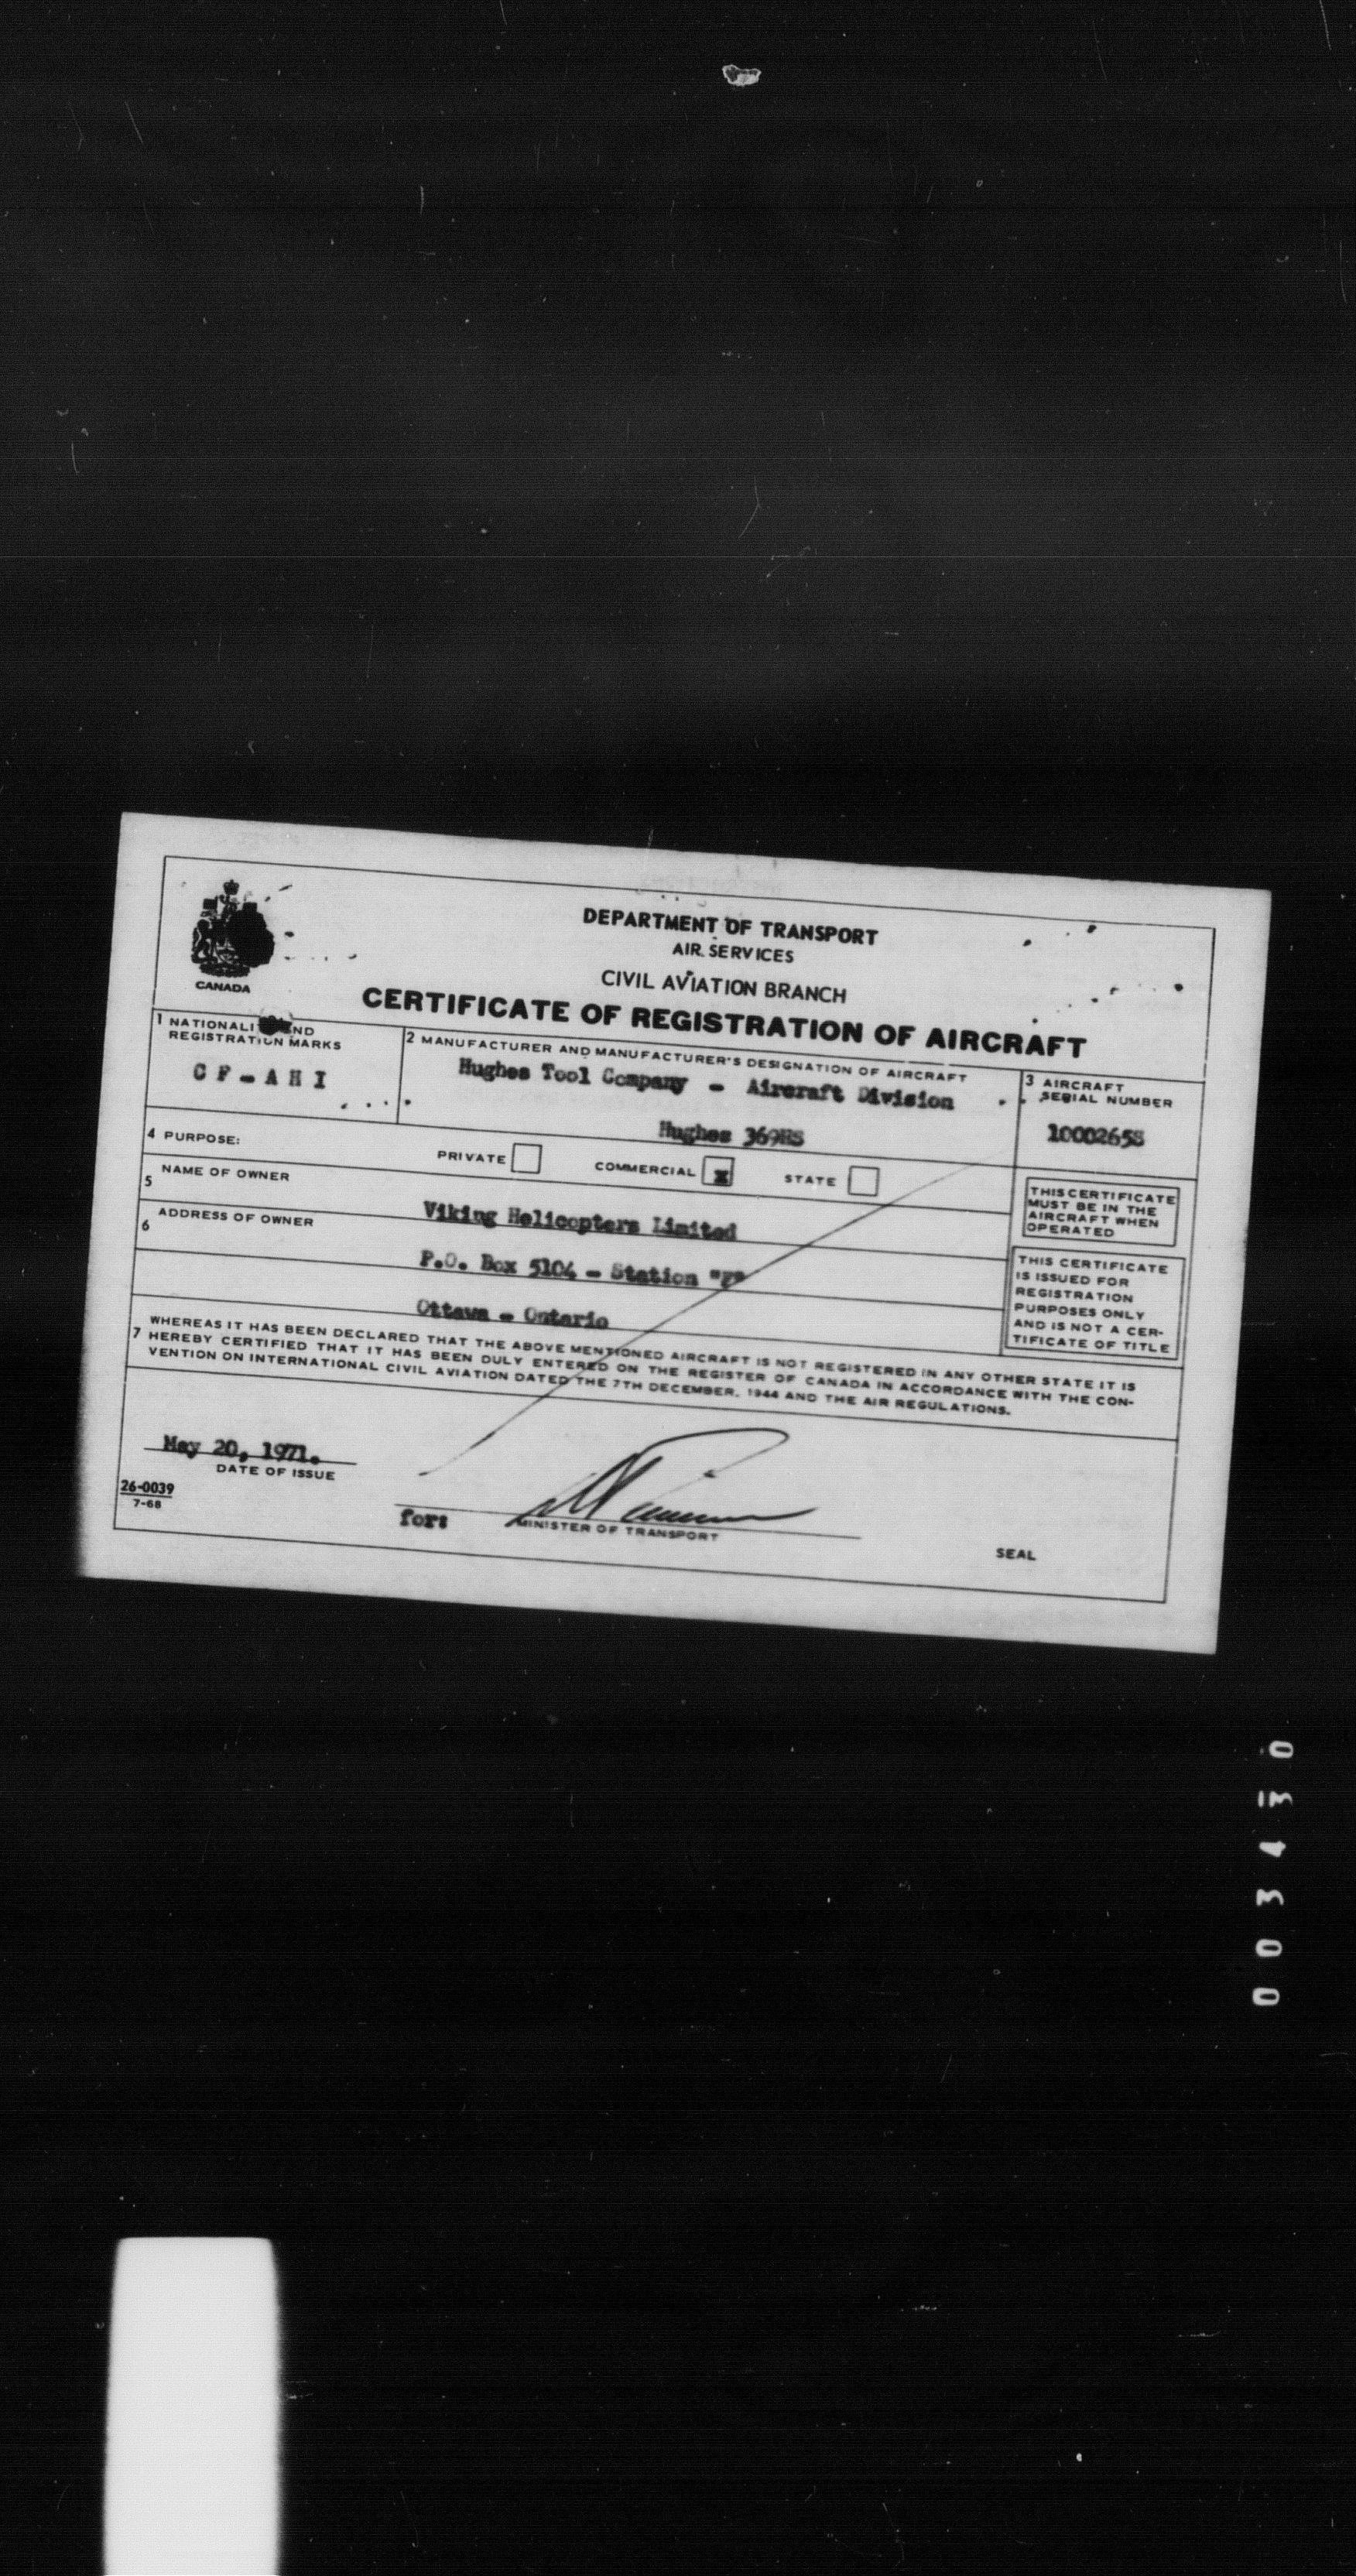 CANADA
DEPARTMENT OF TRANSPORT
AIR SERVICES
CIVIL AVIATION BRANCH
CERTIFICATE OF REGISTRATION OF AIRCRAFT
1 NATIONALITY AND
REGISTRATION MARKS
CF-AHI
2 MANUFACTURER AND MANUFACTURER'S DESIGNATION OF AIRCRAFT
Hughes Tool Company - Aircraft Division
Hughes 369HS
3 AIRCRAFT
SERIAL NUMBER
1000265S
4 PURPOSE:
PRIVATE
COMMERCIAL X
STATE
5 NAME OF OWNER
Viking Helicopters Limited
6 ADDRESS OF OWNER
P.O. Box 5104 - Station "F"
Ottawa - Ontario
THIS CERTIFICATE
MUST BE IN THE
AIRCRAFT WHEN
OPERATED
THIS CERTIFICATE
IS ISSUED FOR
REGISTRATION
PURPOSES ONLY
AND IS NOT A CER-
TIFICATE OF TITLE
7 WHEREAS IT HAS BEEN DECLARED THAT THE ABOVE MENTIONED AIRCRAFT IS NOT REGISTERED IN ANY OTHER STATE IT IS
HEREBY CERTIFIED THAT IT HAS BEEN DULY ENTERED ON THE REGISTER OF CANADA IN ACCORDANCE WITH THE CON-
VENTION ON INTERNATIONAL CIVIL AVIATION DATED THE 7TH DECEMBER, 1944 AND THE AIR REGULATIONS.
May 20, 1971.
DATE OF ISSUE
26-0039
7-68
for:
MINISTER OF TRANSPORT
SEAL
003430